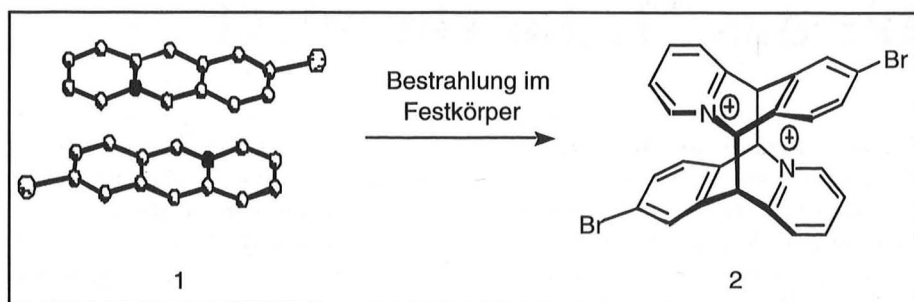 Bestrahlung im
Festkörper
Br
N
⊕
⊕
N
Br
1
2